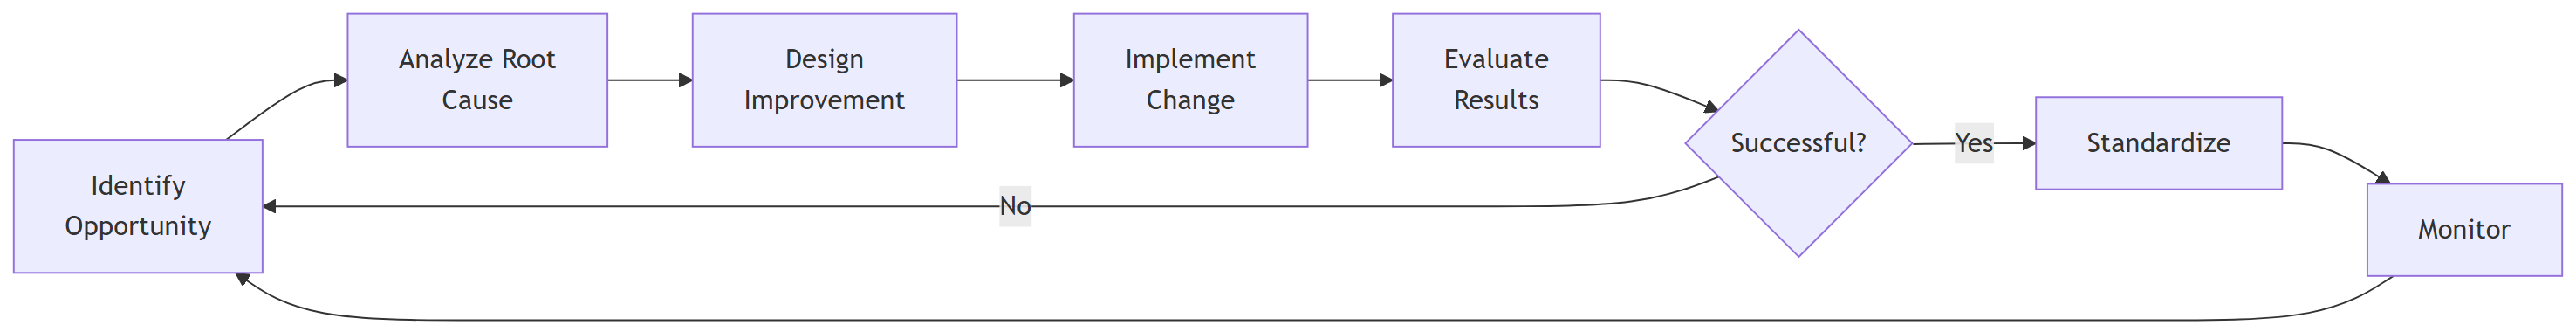 Identify
Opportunity
Analyze Root
Cause
Design
Improvement
Implement
Change
Evaluate
Results
Successful?
Yes
No
Standardize
Monitor